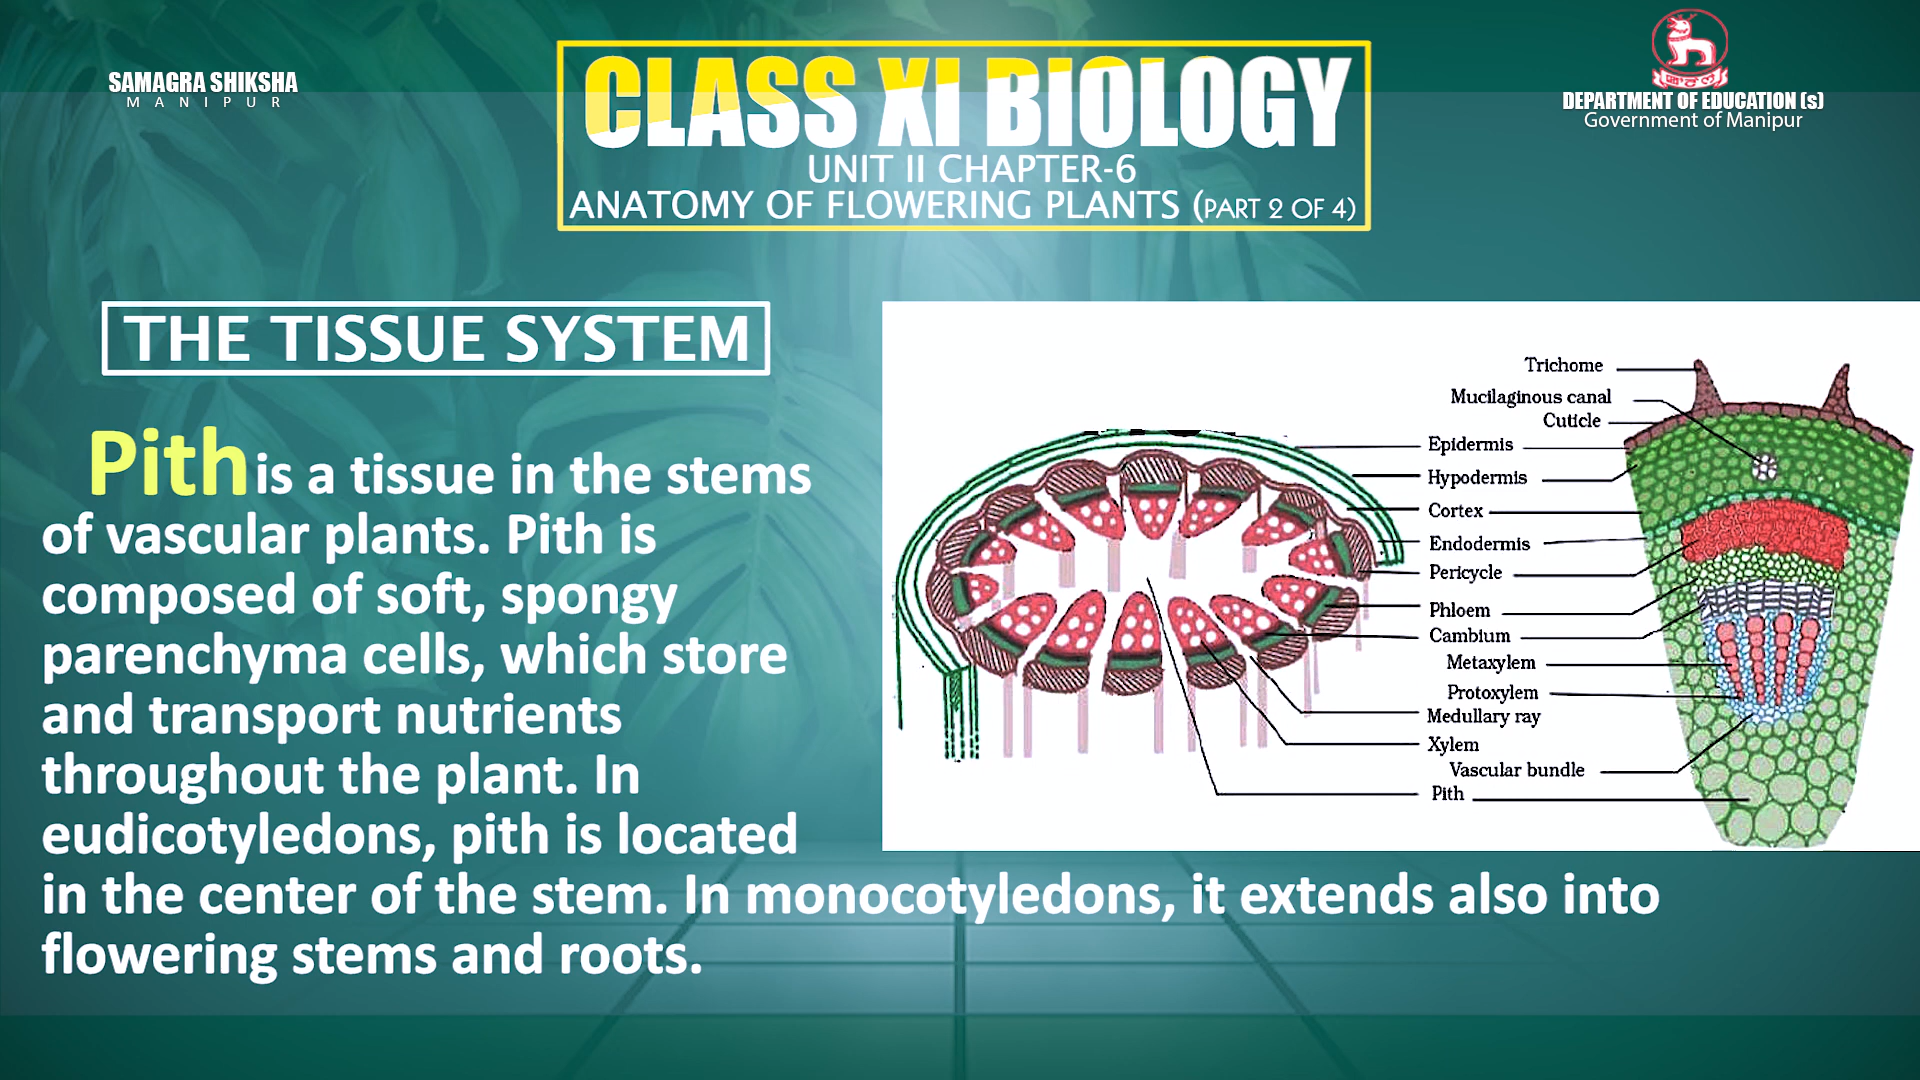 SAMAGRA SHIKSHA
MANIPUR
CLASS XI BIOLOGY
UNIT II CHAPTER-6
ANATOMY OF FLOWERING PLANTS (PART 2 OF 4)
DEPARTMENT OF EDUCATION (s)
Government of Manipur
THE TISSUE SYSTEM
Pith is a tissue in the stems
of vascular plants. Pith is
composed of soft, spongy
parenchyma cells, which store
and transport nutrients
throughout the plant. In
eudicotyledons, pith is located
in the center of the stem. In monocotyledons, it extends also into
flowering stems and roots.
Trichome
Mucilaginous canal
Cuticle
Epidermis
Hypodermis
Cortex
Endodermis
Pericycle
Phloem
Cambium
Metaxylem
Protoxylem
Medullary ray
Xylem
Vascular bundle
Pith